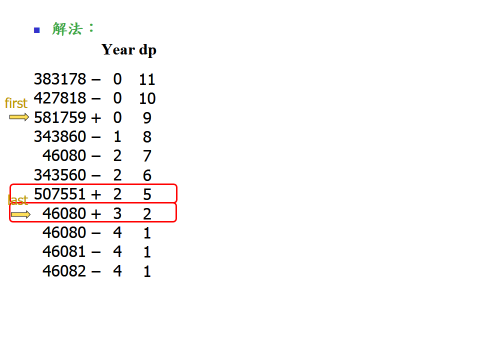 解法：
Year dp
383178 – 0 11
427818 – 0 10
first
581759 + 0 9
343860 – 1 8
46080 – 2 7
343560 – 2 6
507551 + 2 5
last
46080 + 3 2
46080 – 4 1
46081 – 4 1
46082 – 4 1